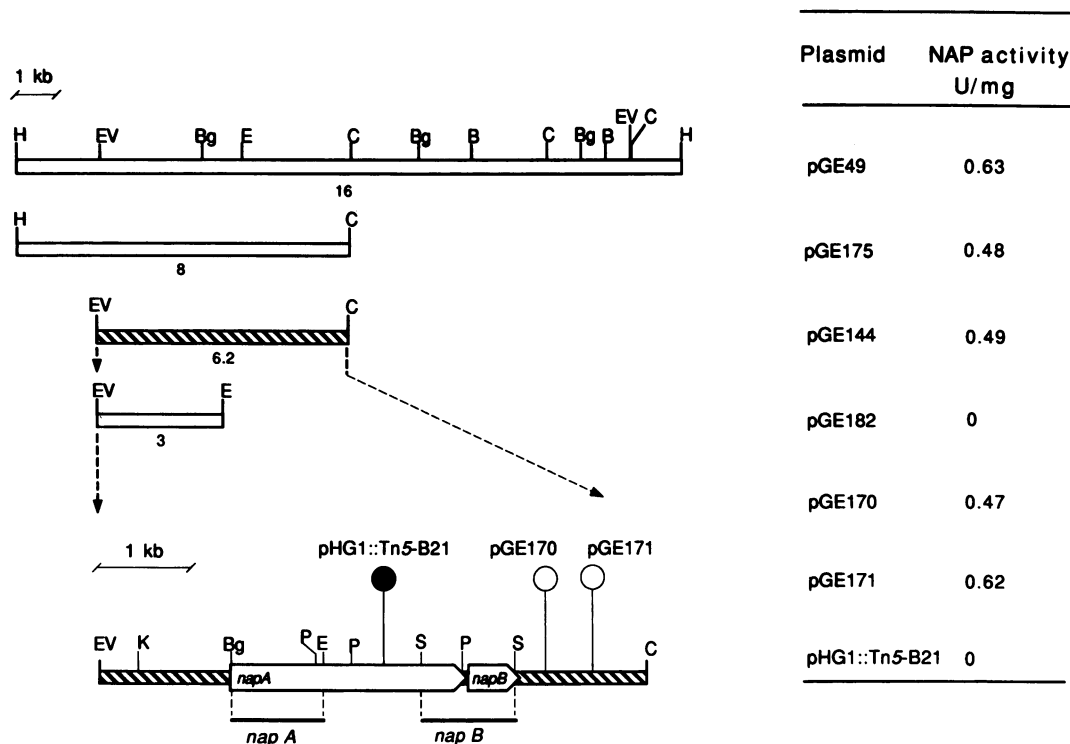 1 kb
H EV Bg E C Bg B C Bg B EV C H
16
H C
8
EV C
6.2
EV E
3
1 kb
pHG1::Tn5-B21 pGE170 pGE171
EV K Bg P E P S P S C
napA napB
nap A nap B
Plasmid NAP activity
U/mg
pGE49 0.63
pGE175 0.48
pGE144 0.49
pGE182 0
pGE170 0.47
pGE171 0.62
pHG1::Tn5-B21 0